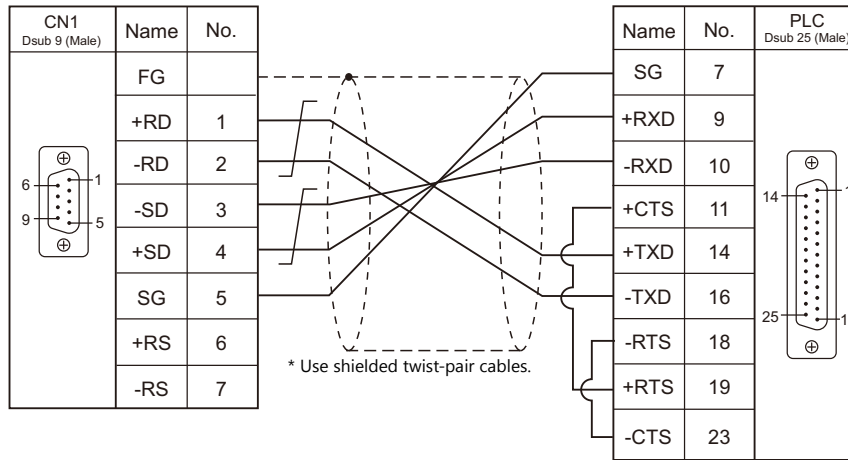 CN1
Dsub 9 (Male)
Name No.
FG
+RD 1
-RD 2
-SD 3
+SD 4
SG 5
+RS 6
-RS 7
6
1
9
5
* Use shielded twist-pair cables.
Name No.
PLC
Dsub 25 (Male)
SG 7
+RXD 9
-RXD 10
+CTS 11
+TXD 14
-TXD 16
-RTS 18
+RTS 19
-CTS 23
14
1
25
1